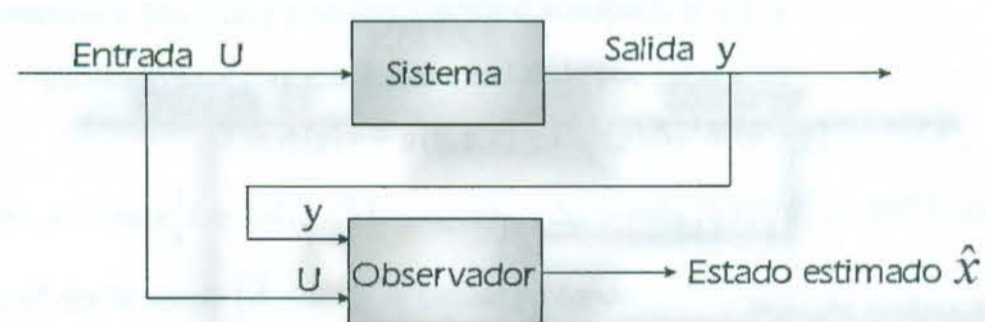 Entrada U
Sistema
Salida y
y
U
Observador
Estado estimado x̂